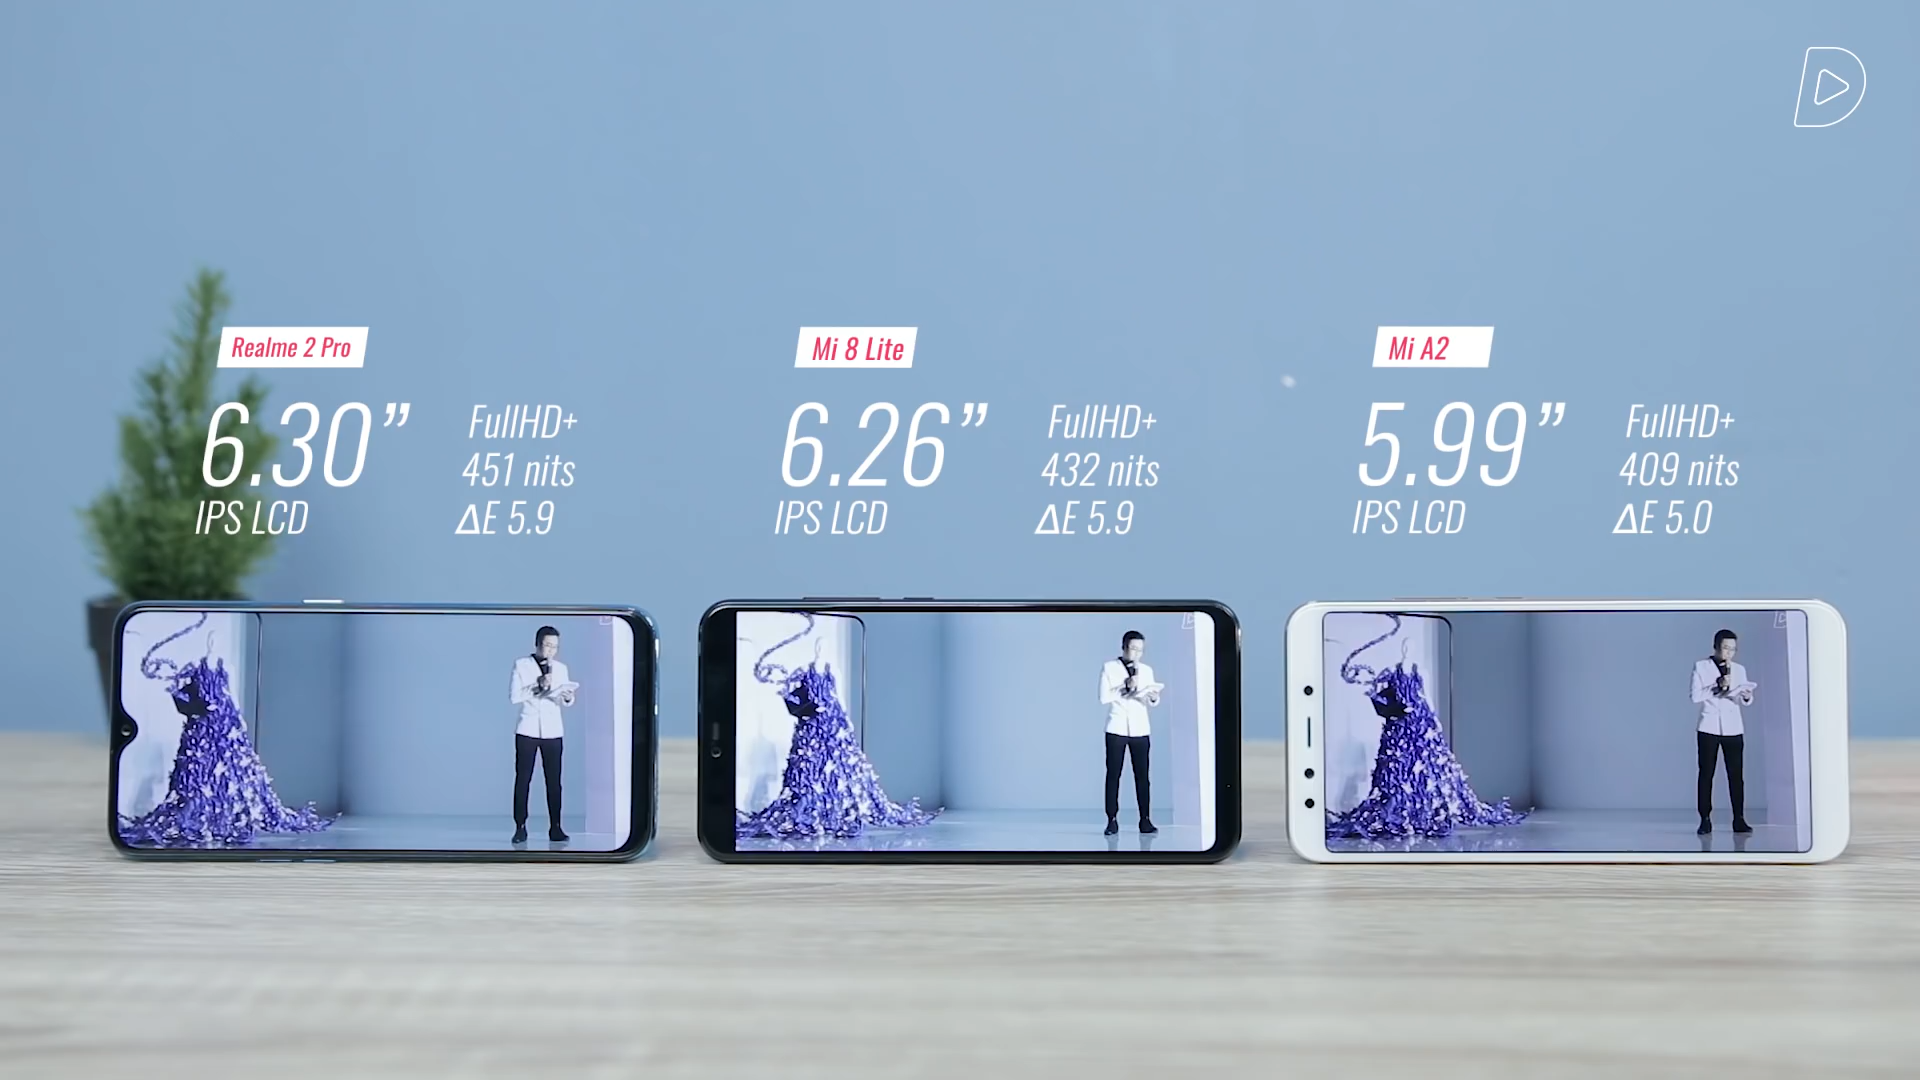 Realme 2 Pro
6.30”
IPS LCD
FullHD+
451 nits
ΔE 5.9
Mi 8 Lite
6.26”
IPS LCD
FullHD+
432 nits
ΔE 5.9
Mi A2
5.99”
IPS LCD
FullHD+
409 nits
ΔE 5.0